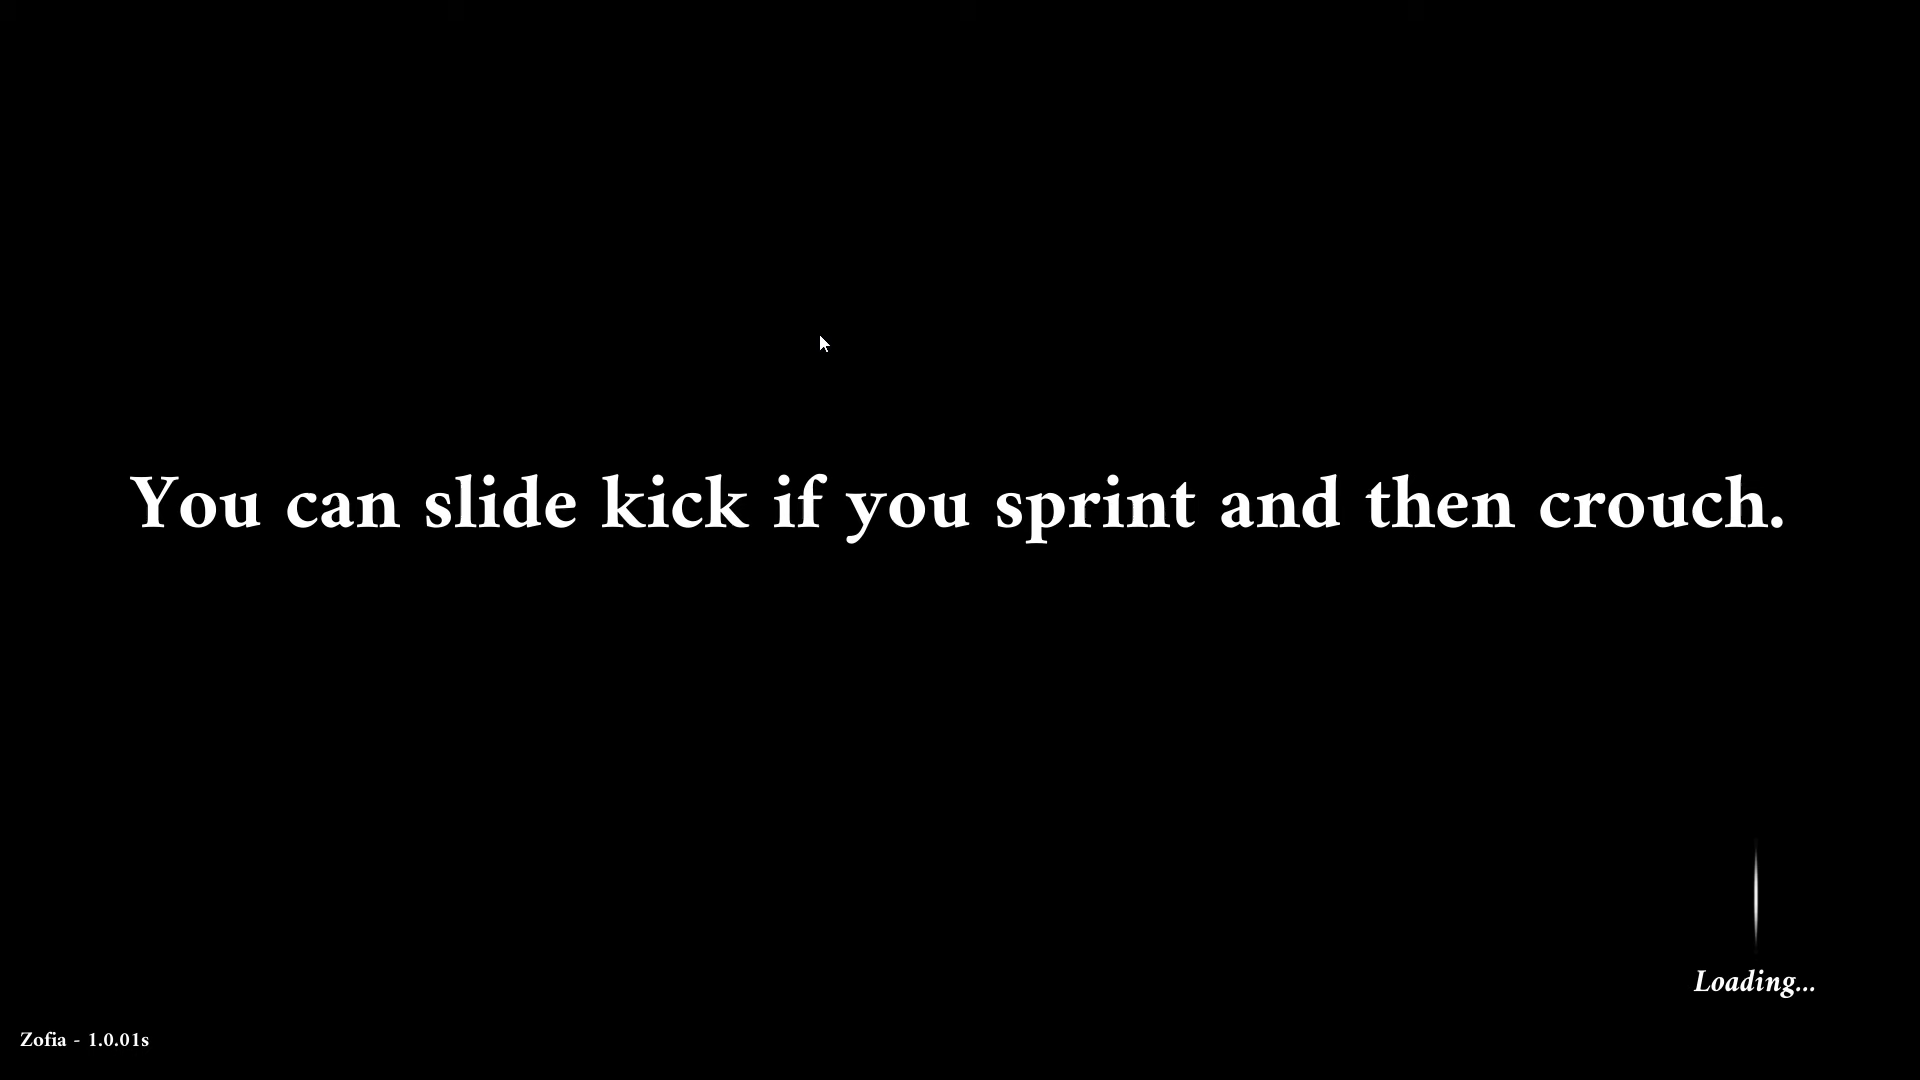 You can slide kick if you sprint and then crouch.
Loading...
Zofia - 1.0.01s